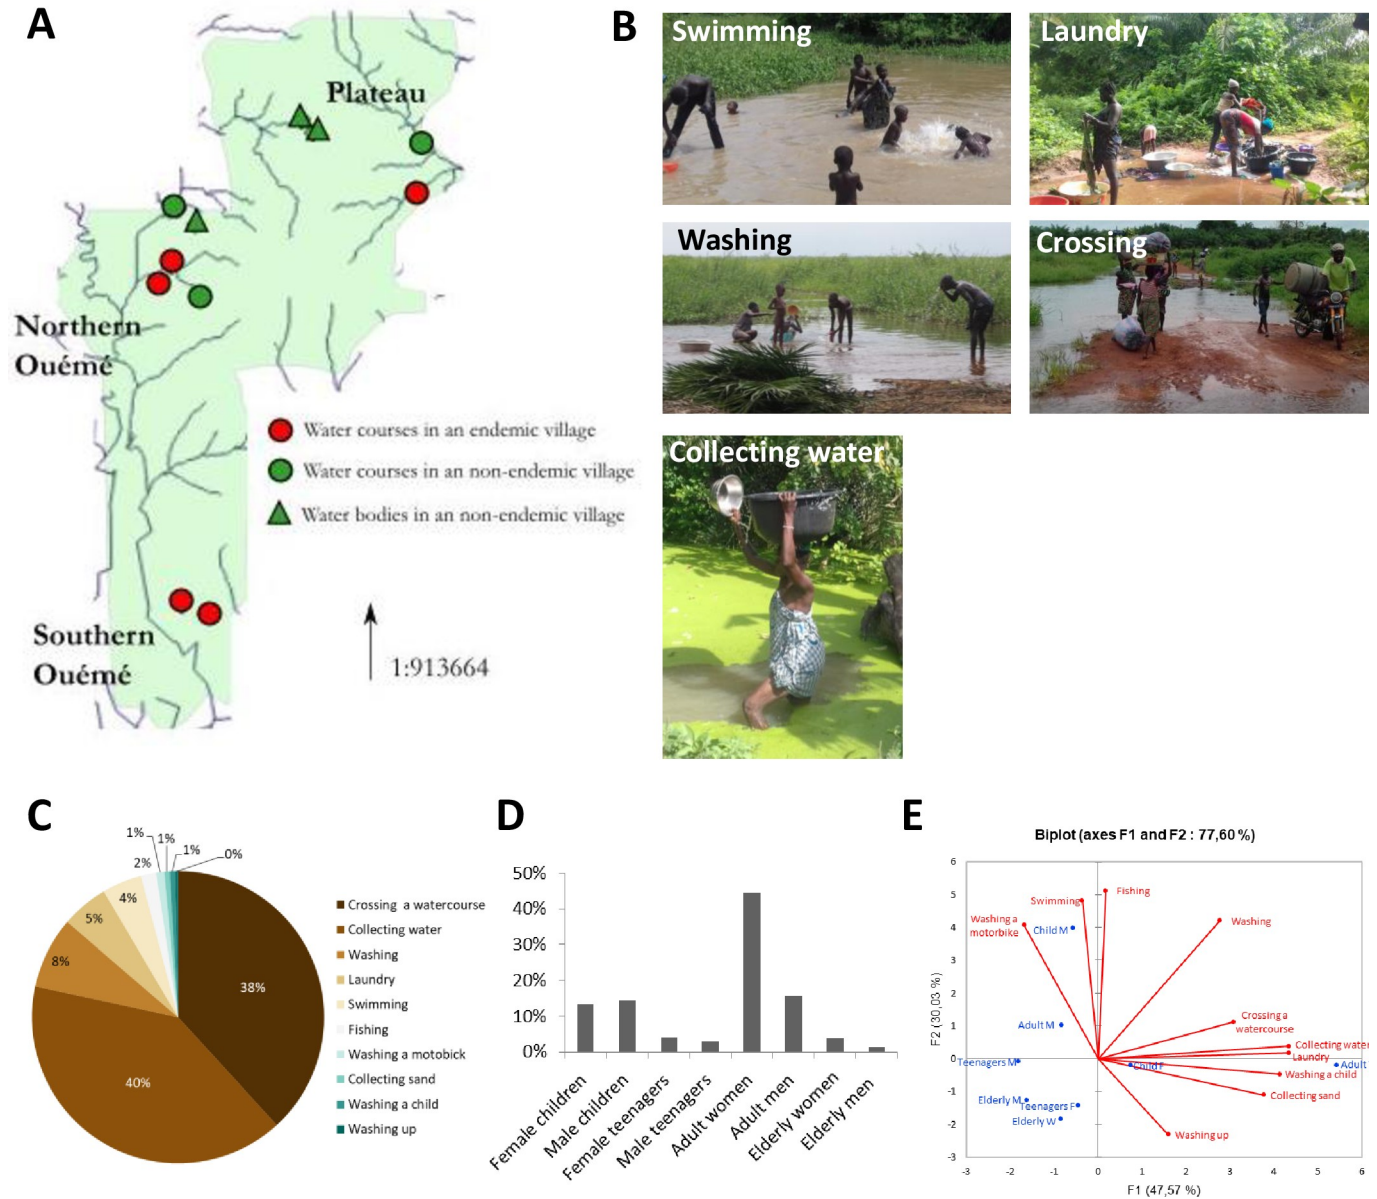 A
Plateau
Northern
Ouémé
Water courses in an endemic village
Water courses in an non-endemic village
Water bodies in an non-endemic village
Southern
Ouémé
1:913664
B
Swimming
Laundry
Washing
Crossing
Collecting water
C
1%
1%
1%
0%
2%
4%
5%
8%
38%
40%
Crossing a watercourse
Collecting water
Washing
Laundry
Swimming
Fishing
Washing a motobick
Collecting sand
Washing a child
Washing up
D
50%
40%
30%
20%
10%
0%
Female children
Male children
Female teenagers
Male teenagers
Adult women
Adult men
Elderly women
Elderly men
E
Biplot (axes F1 and F2 : 77,60 %)
F2 (30,03 %)
6
5
4
3
2
1
0
-1
-2
-3
Fishing
Swimming
Washing a
motorbike
Child M
Washing
Adult M
Crossing a
watercourse
Collecting water
Laundry
Teenagers M
Child F
Adult
Washing a child
Collecting sand
Elderly M
Teenagers F
Elderly W
Washing up
-3 -2 -1 0 1 2 3 4 5 6
F1 (47,57 %)